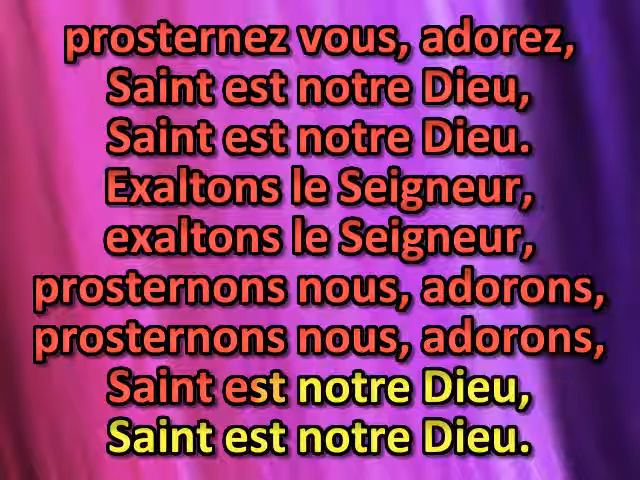 prosternez vous, adorez,
Saint est notre Dieu,
Saint est notre Dieu.
Exaltons le Seigneur,
exaltons le Seigneur,
prosternons nous, adorons,
prosternons nous, adorons,
Saint est notre Dieu,
Saint est notre Dieu.